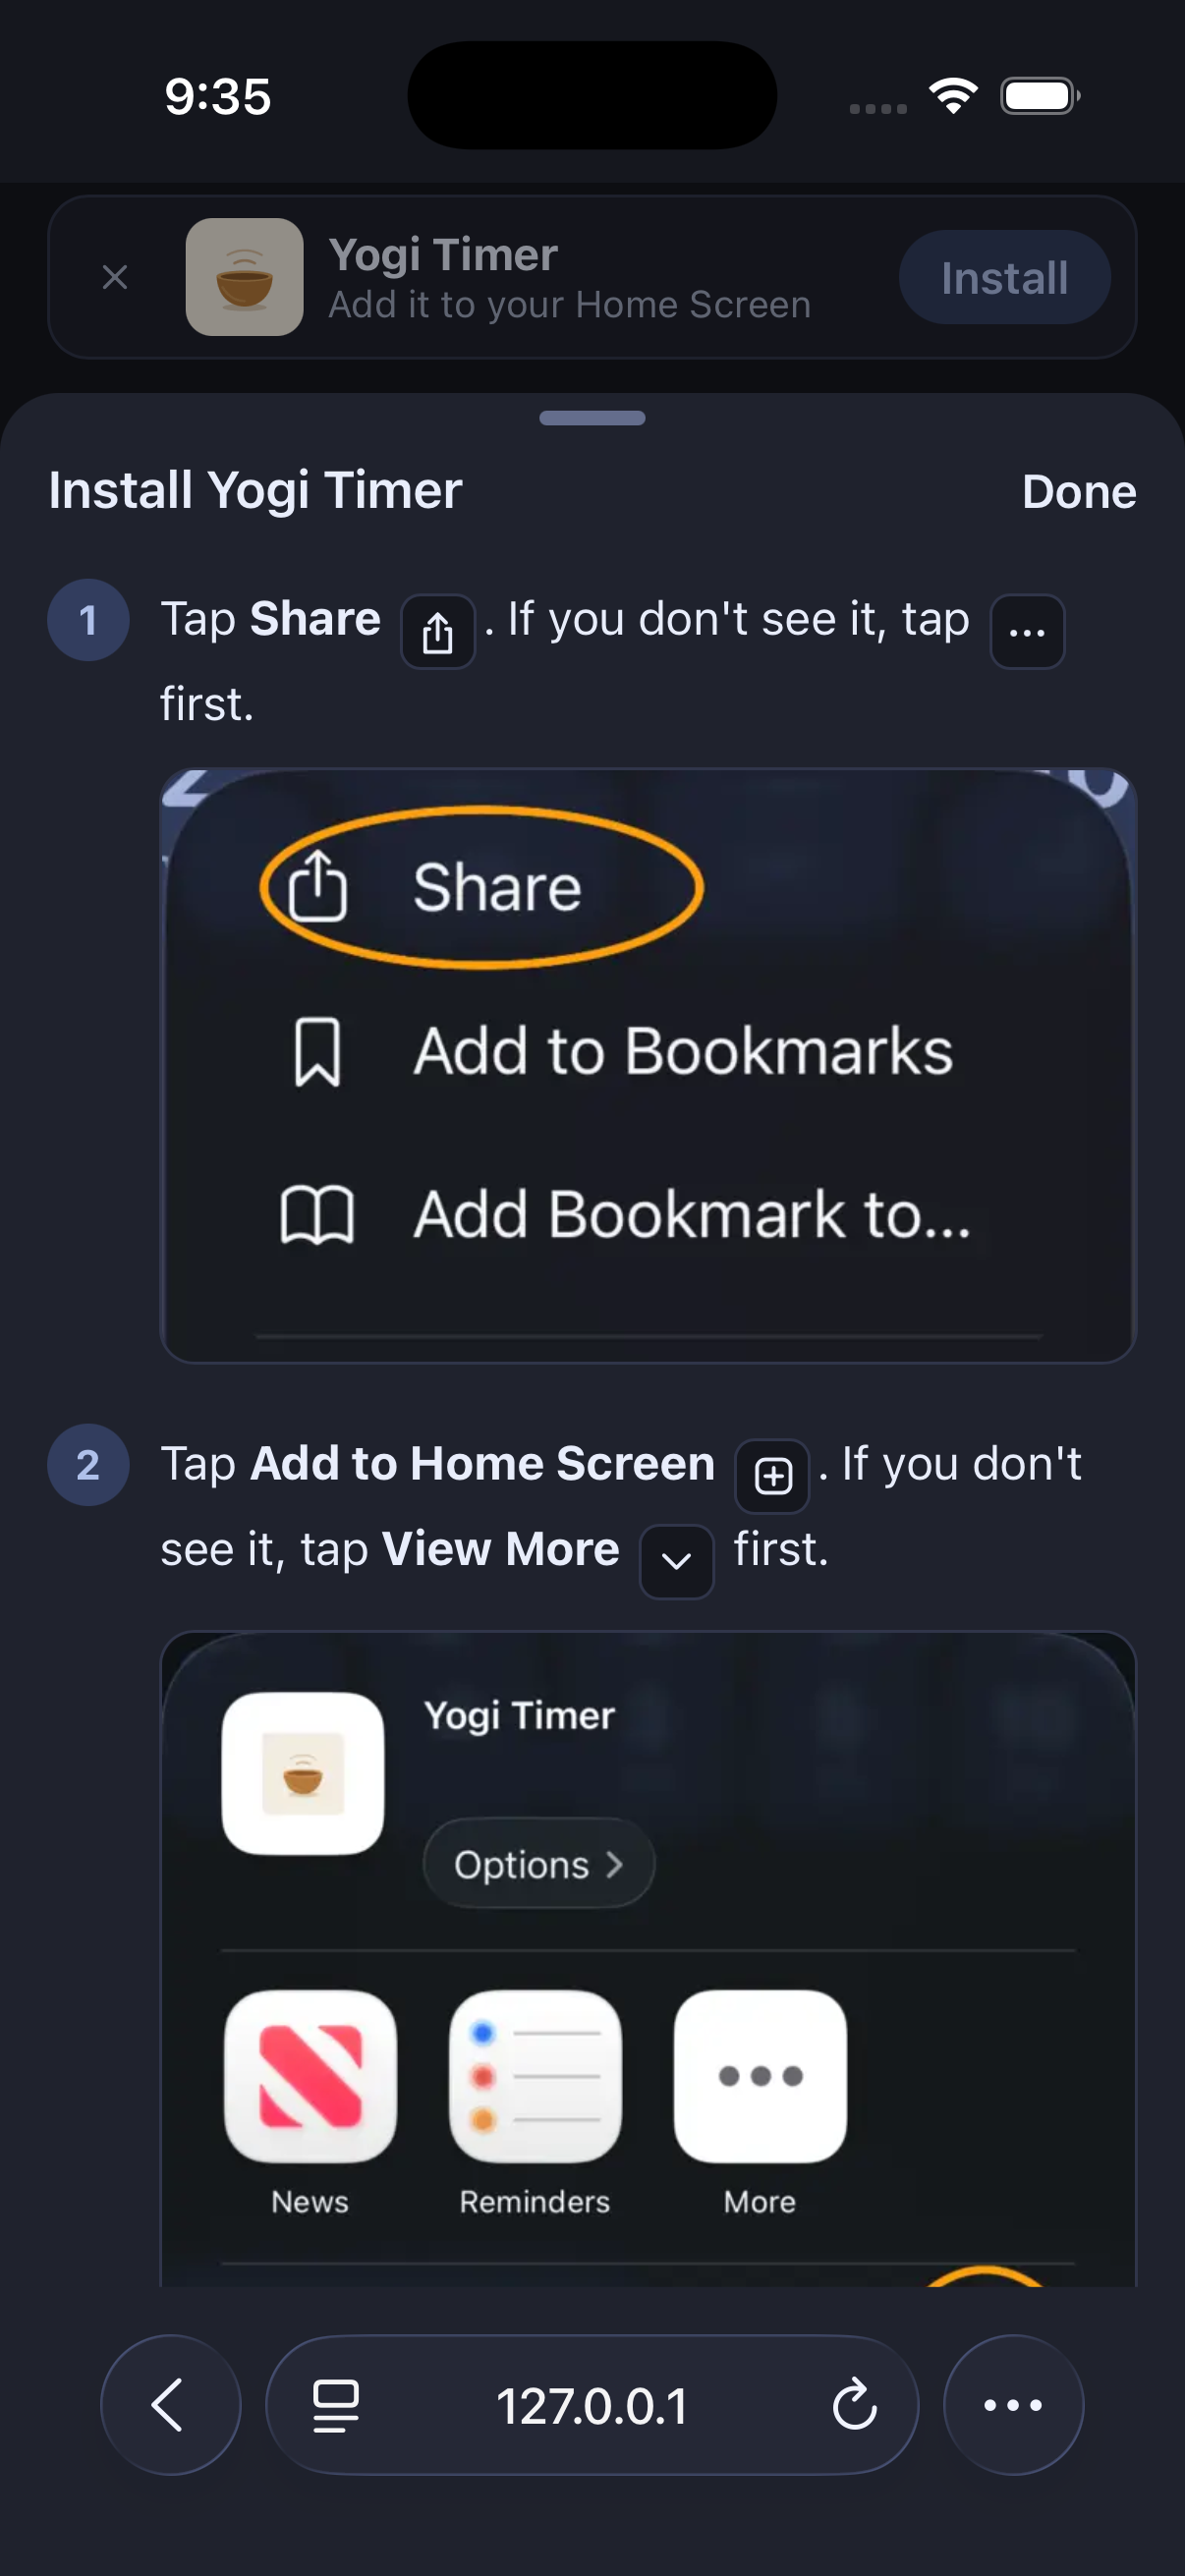 9:35
Yogi Timer
Add it to your Home Screen
Install
Install Yogi Timer
Done
1
Tap Share . If you don't see it, tap ...
first.
Share
Add to Bookmarks
Add Bookmark to...
2
Tap Add to Home Screen . If you don't
see it, tap View More first.
Yogi Timer
Options
News
Reminders
More
127.0.0.1